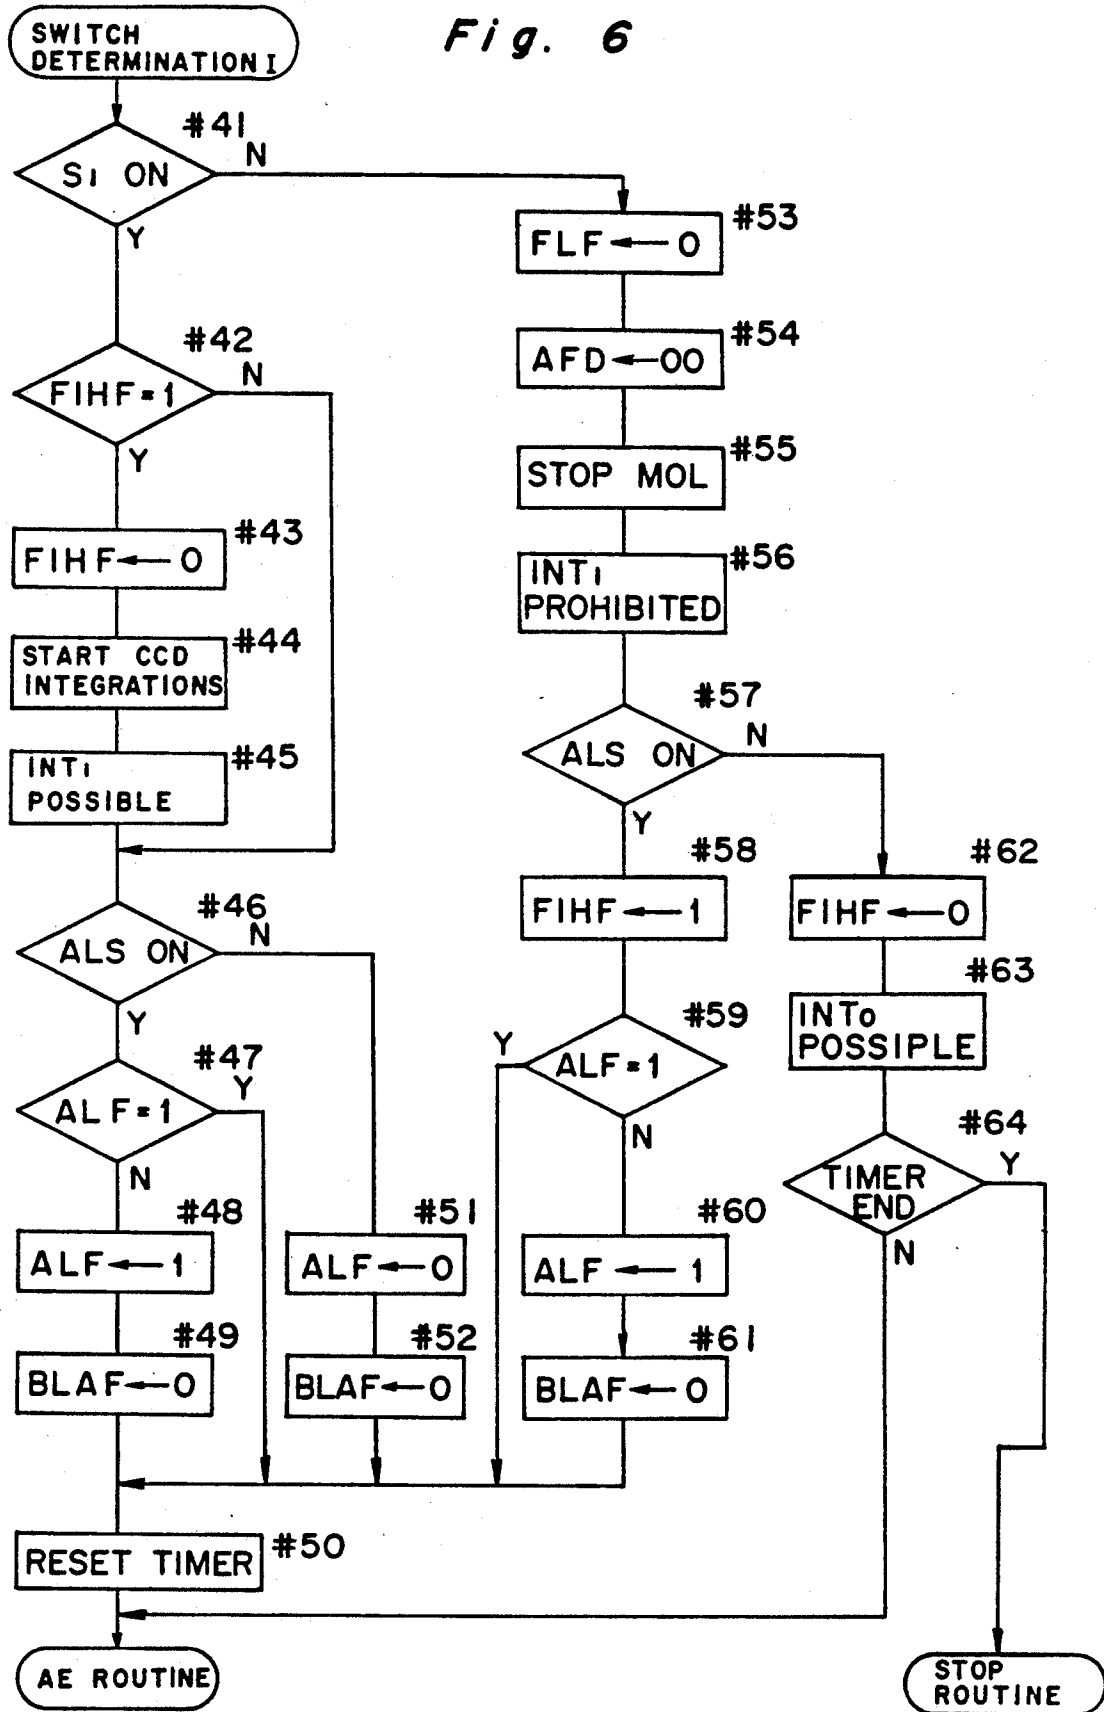 Fig. 6
SWITCH
DETERMINATION I
#41
S1 ON
N
Y
#42
FIHF=1
N
Y
#43
FIHF←0
#44
START CCD
INTEGRATIONS
#45
INT1
POSSIBLE
#46
ALS ON
N
Y
#47
ALF=1
Y
N
#48
ALF←1
#49
BLAF←0
#51
ALF←0
#52
BLAF←0
#50
RESET TIMER
AE ROUTINE
#53
FLF←0
#54
AFD←00
#55
STOP MOL
#56
INT1
PROHIBITED
#57
ALS ON
N
Y
#58
FIHF←1
#59
Y
ALF=1
N
#60
ALF←1
#61
BLAF←0
#62
FIHF←0
#63
INT0
POSSIPLE
#64
TIMER
END
Y
N
STOP
ROUTINE